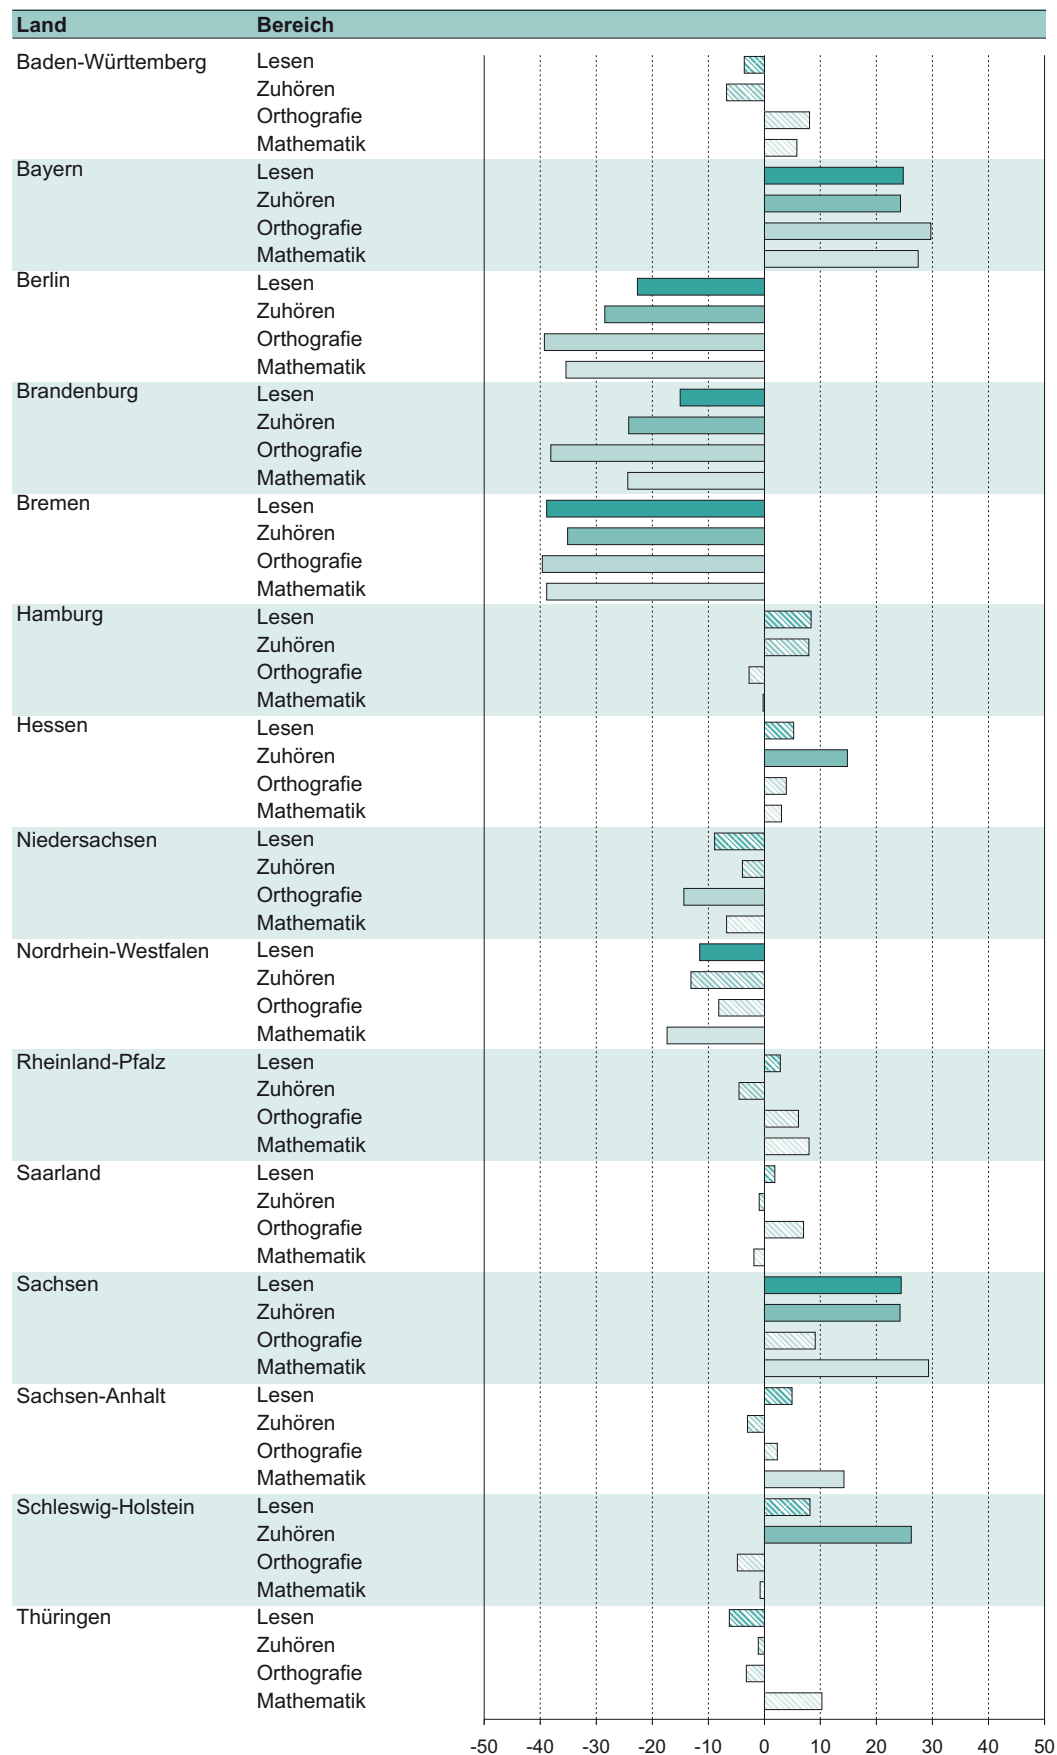 Land Bereich
Baden-Württemberg Lesen
Zuhören
Orthografie
Mathematik
Bayern Lesen
Zuhören
Orthografie
Mathematik
Berlin Lesen
Zuhören
Orthografie
Mathematik
Brandenburg Lesen
Zuhören
Orthografie
Mathematik
Bremen Lesen
Zuhören
Orthografie
Mathematik
Hamburg Lesen
Zuhören
Orthografie
Mathematik
Hessen Lesen
Zuhören
Orthografie
Mathematik
Niedersachsen Lesen
Zuhören
Orthografie
Mathematik
Nordrhein-Westfalen Lesen
Zuhören
Orthografie
Mathematik
Rheinland-Pfalz Lesen
Zuhören
Orthografie
Mathematik
Saarland Lesen
Zuhören
Orthografie
Mathematik
Sachsen Lesen
Zuhören
Orthografie
Mathematik
Sachsen-Anhalt Lesen
Zuhören
Orthografie
Mathematik
Schleswig-Holstein Lesen
Zuhören
Orthografie
Mathematik
Thüringen Lesen
Zuhören
Orthografie
Mathematik
-50 -40 -30 -20 -10 0 10 20 30 40 50